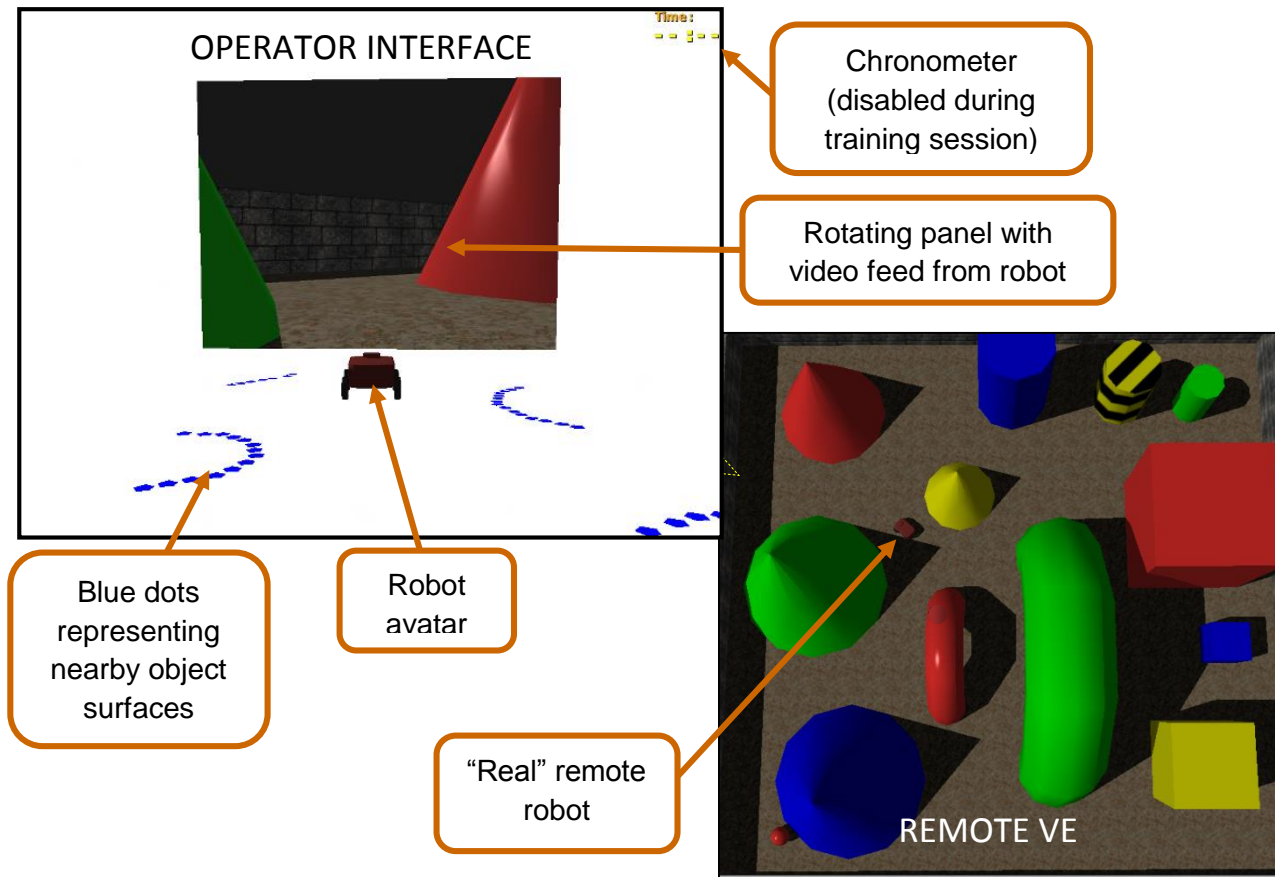 OPERATOR INTERFACE
Time:
--:--
Chronometer
(disabled during
training session)
Rotating panel with
video feed from robot
Blue dots
representing
nearby object
surfaces
Robot
avatar
“Real” remote
robot
REMOTE VE